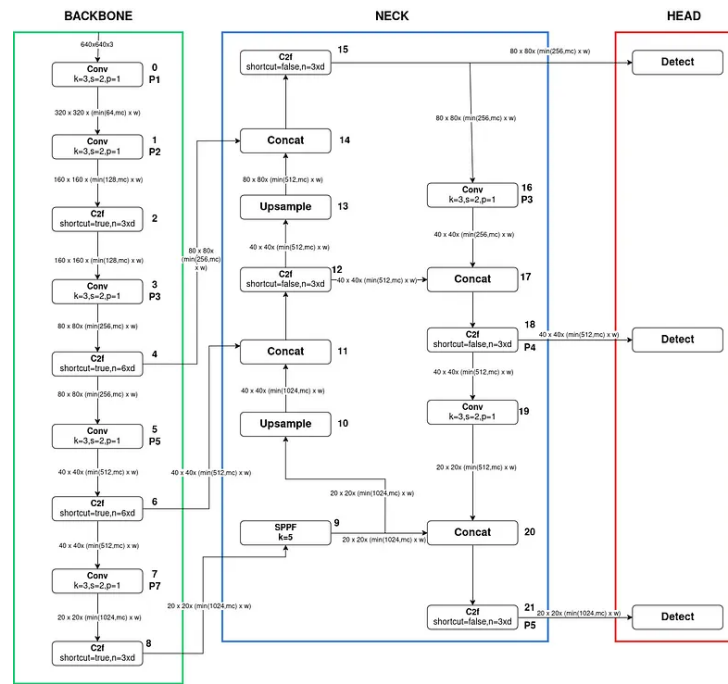 BACKBONE
640x640x3
Conv
k=3,s=2,p=1
0
P1
320 x 320 x (min(64,mc) x w)
Conv
k=3,s=2,p=1
1
P2
160 x 160 x (min(128,mc) x w)
C2f
shortcut=true,n=3xd
2
160 x 160 x (min(128,mc) x w)
Conv
k=3,s=2,p=1
3
P3
80 x 80 x (min(256,mc) x w)
C2f
shortcut=true,n=6xd
4
80 x 80 x (min(256,mc) x w)
Conv
k=3,s=2,p=1
5
P5
40 x 40 x (min(512,mc) x w)
C2f
shortcut=true,n=6xd
6
40 x 40 x (min(512,mc) x w)
Conv
k=3,s=2,p=1
7
P7
20 x 20 x (min(1024,mc) x w)
C2f
shortcut=true,n=3xd
8
80 x 80x
(min(256,mc)
x w)
40 x 40x (min(512,mc) x w)
20 x 20x (min(1024,mc) x w)
NECK
C2f
shortcut=false,n=3xd
15
Concat
14
80 x 80x (min(512,mc) x w)
Upsample
13
40 x 40x (min(512,mc) x w)
C2f
shortcut=false,n=3xd
12
40 x 40x (min(512,mc) x w)
Concat
11
40 x 40x (min(1024,mc) x w)
Upsample
10
20 x 20x (min(1024,mc) x w)
SPPF
k=5
9
20 x 20x (min(1024,mc) x w)
80 x 80x (min(256,mc) x w)
80 x 80x (min(256,mc) x w)
Conv
k=3,s=2,p=1
16
P3
40 x 40x (min(256,mc) x w)
Concat
17
C2f
shortcut=false,n=3xd
18
P4
40 x 40x (min(512,mc) x w)
40 x 40x (min(512,mc) x w)
Conv
k=3,s=2,p=1
19
20 x 20x (min(512,mc) x w)
Concat
20
C2f
shortcut=false,n=3xd
21
P5
20 x 20x (min(1024,mc) x w)
HEAD
Detect
Detect
Detect